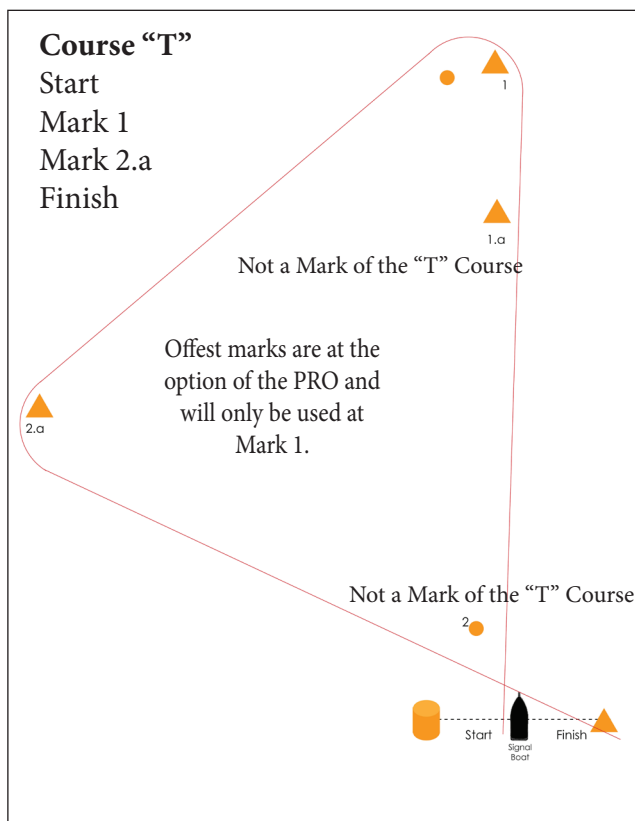 Course “T”
Start
Mark 1
Mark 2.a
Finish
1
1.a
Not a Mark of the “T” Course
Offest marks are at the
option of the PRO and
will only be used at
Mark 1.
2.a
Not a Mark of the “T” Course
2
Start
Signal
Boat
Finish